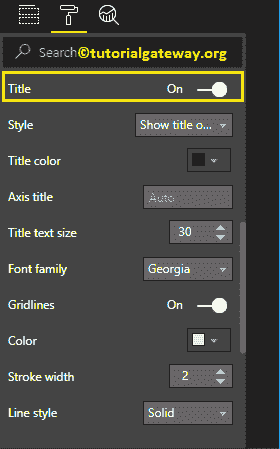 Search ©tutorialgateway.org
Title On
Style Show title o...
Title color
Axis title Auto
Title text size 30
Font family Georgia
Gridlines On
Color
Stroke width 2
Line style Solid